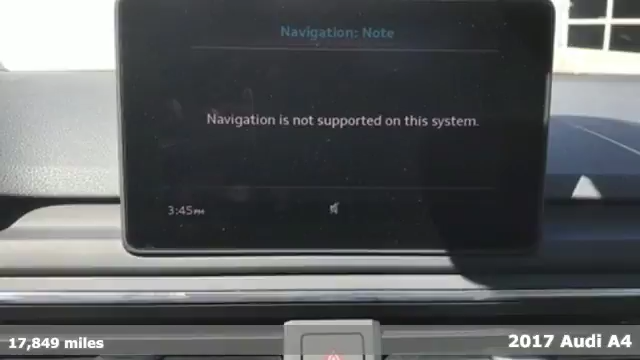 Navigation: Note
Navigation is not supported on this system.
3:45PM
17,849 miles
2017 Audi A4